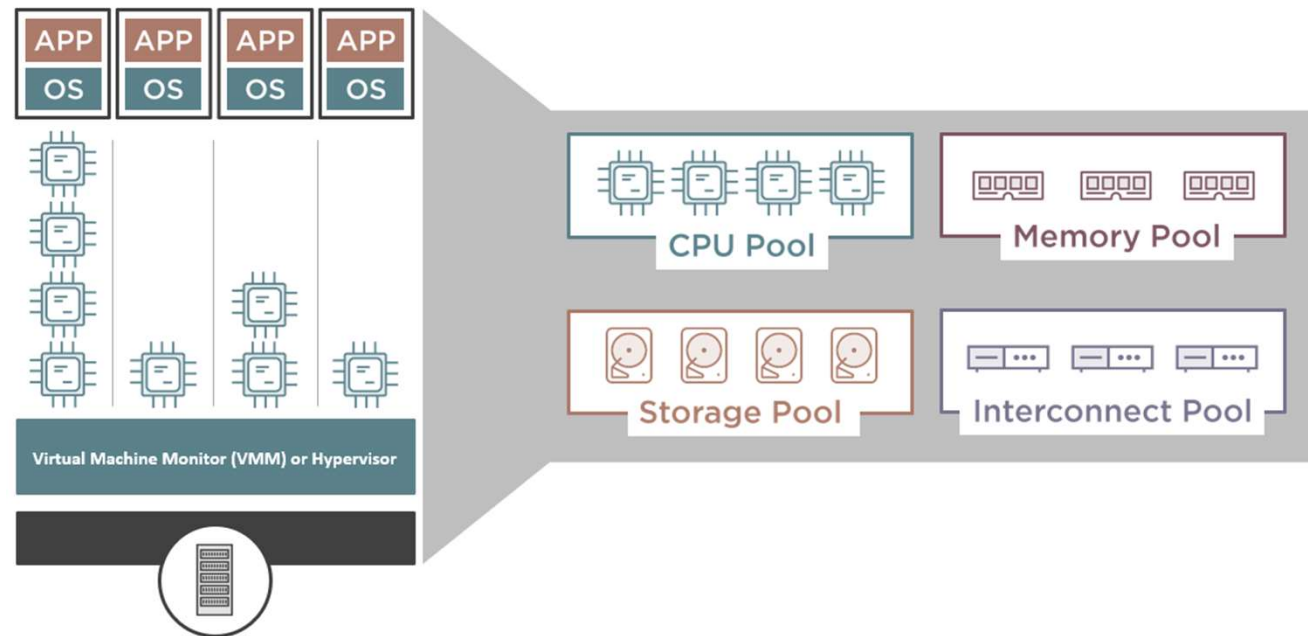 APP APP APP APP
OS OS OS OS
CPU Pool
Memory Pool
Storage Pool
Interconnect Pool
Virtual Machine Monitor (VMM) or Hypervisor